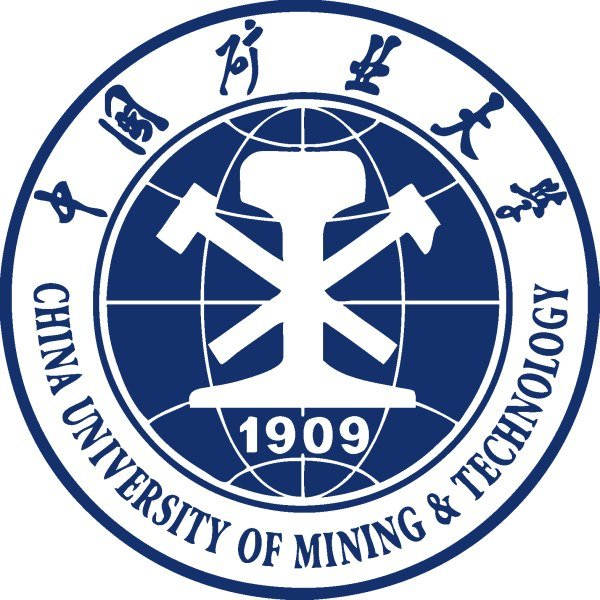 中国矿业大学
1909
CHINA UNIVERSITY OF MINING & TECHNOLOGY